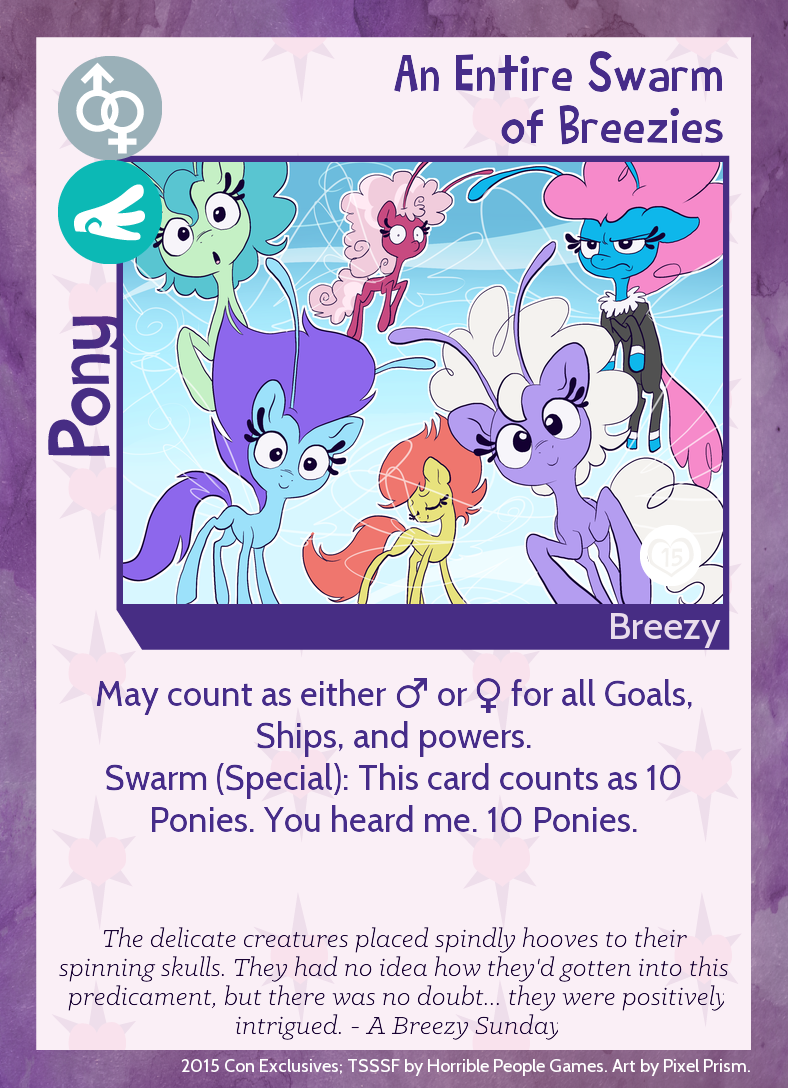 An Entire Swarm
of Breezies
Pony
15
Breezy
May count as either ♂ or ♀ for all Goals,
Ships, and powers.
Swarm (Special): This card counts as 10
Ponies. You heard me. 10 Ponies.
The delicate creatures placed spindly hooves to their
spinning skulls. They had no idea how they'd gotten into this
predicament, but there was no doubt... they were positively
intrigued. - A Breezy Sunday
2015 Con Exclusives; TSSSF by Horrible People Games. Art by Pixel Prism.